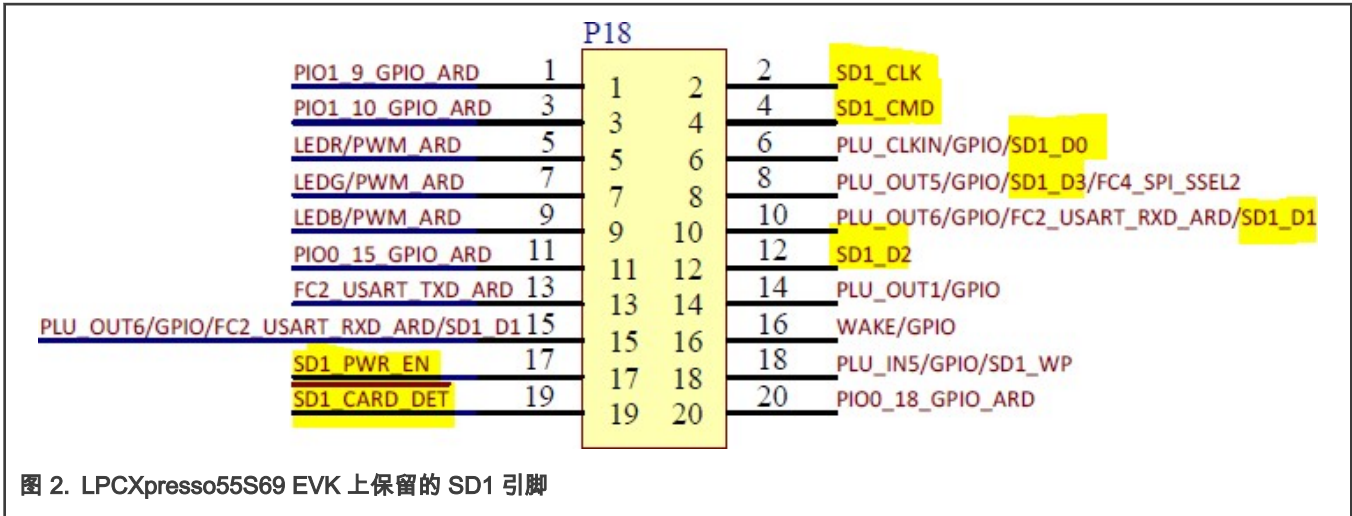 P18
PIO1_9_GPIO_ARD 1 1 2 2 SD1_CLK
PIO1_10_GPIO_ARD 3 3 4 4 SD1_CMD
LEDR/PWM_ARD 5 5 6 6 PLU_CLKIN/GPIO/SD1_D0
LEDG/PWM_ARD 7 7 8 8 PLU_OUT5/GPIO/SD1_D3/FC4_SPI_SSEL2
LEDB/PWM_ARD 9 9 10 10 PLU_OUT6/GPIO/FC2_USART_RXD_ARD/SD1_D1
PIO0_15_GPIO_ARD 11 11 12 12 SD1_D2
FC2_USART_TXD_ARD 13 13 14 14 PLU_OUT1/GPIO
PLU_OUT6/GPIO/FC2_USART_RXD_ARD/SD1_D1 15 15 16 16 WAKE/GPIO
SD1_PWR_EN 17 17 18 18 PLU_IN5/GPIO/SD1_WP
SD1_CARD_DET 19 19 20 20 PIO0_18_GPIO_ARD
图 2. LPCXpresso55S69 EVK 上保留的 SD1 引脚